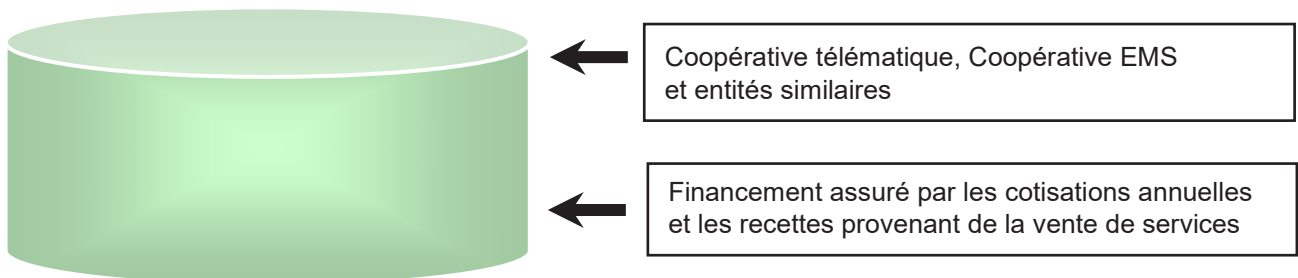 Coopérative télématique, Coopérative EMS
et entités similaires
Financement assuré par les cotisations annuelles
et les recettes provenant de la vente de services